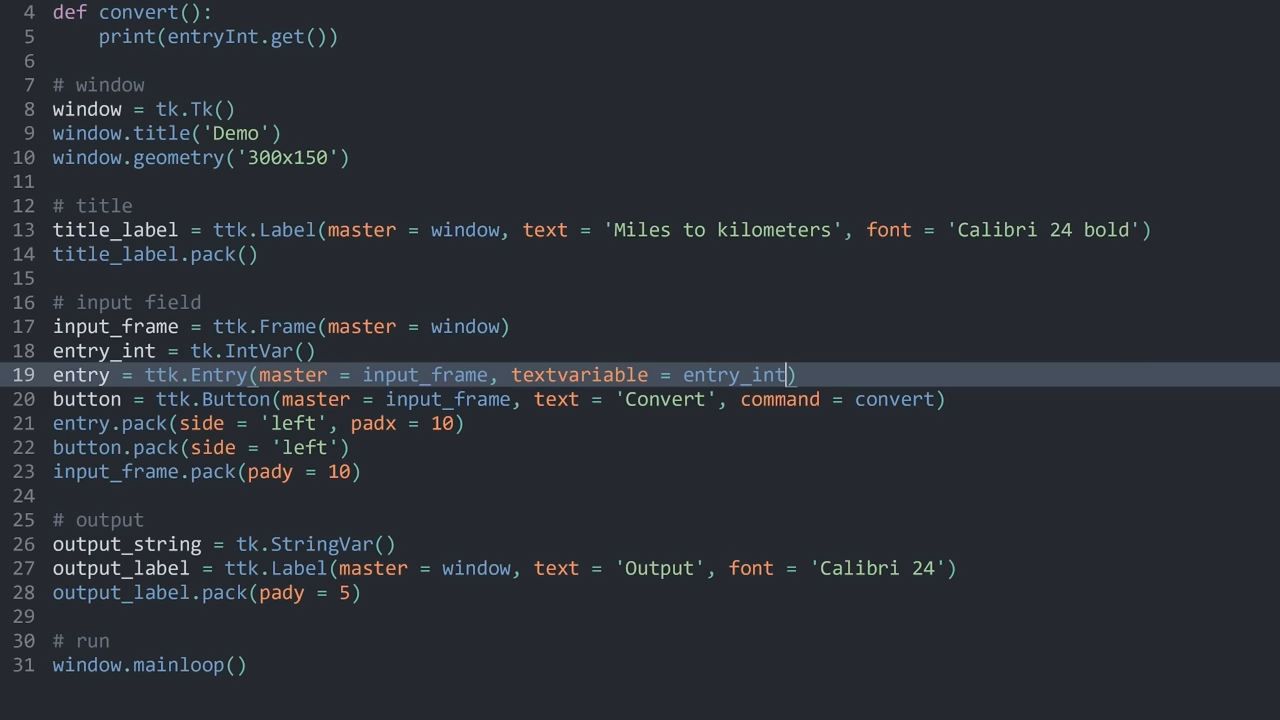 4 def convert():
5     print(entryInt.get())
6
7 # window
8 window = tk.Tk()
9 window.title('Demo')
10 window.geometry('300x150')
11
12 # title
13 title_label = ttk.Label(master = window, text = 'Miles to kilometers', font = 'Calibri 24 bold')
14 title_label.pack()
15
16 # input field
17 input_frame = ttk.Frame(master = window)
18 entry_int = tk.IntVar()
19 entry = ttk.Entry(master = input_frame, textvariable = entry_int)
20 button = ttk.Button(master = input_frame, text = 'Convert', command = convert)
21 entry.pack(side = 'left', padx = 10)
22 button.pack(side = 'left')
23 input_frame.pack(pady = 10)
24
25 # output
26 output_string = tk.StringVar()
27 output_label = ttk.Label(master = window, text = 'Output', font = 'Calibri 24')
28 output_label.pack(pady = 5)
29
30 # run
31 window.mainloop()